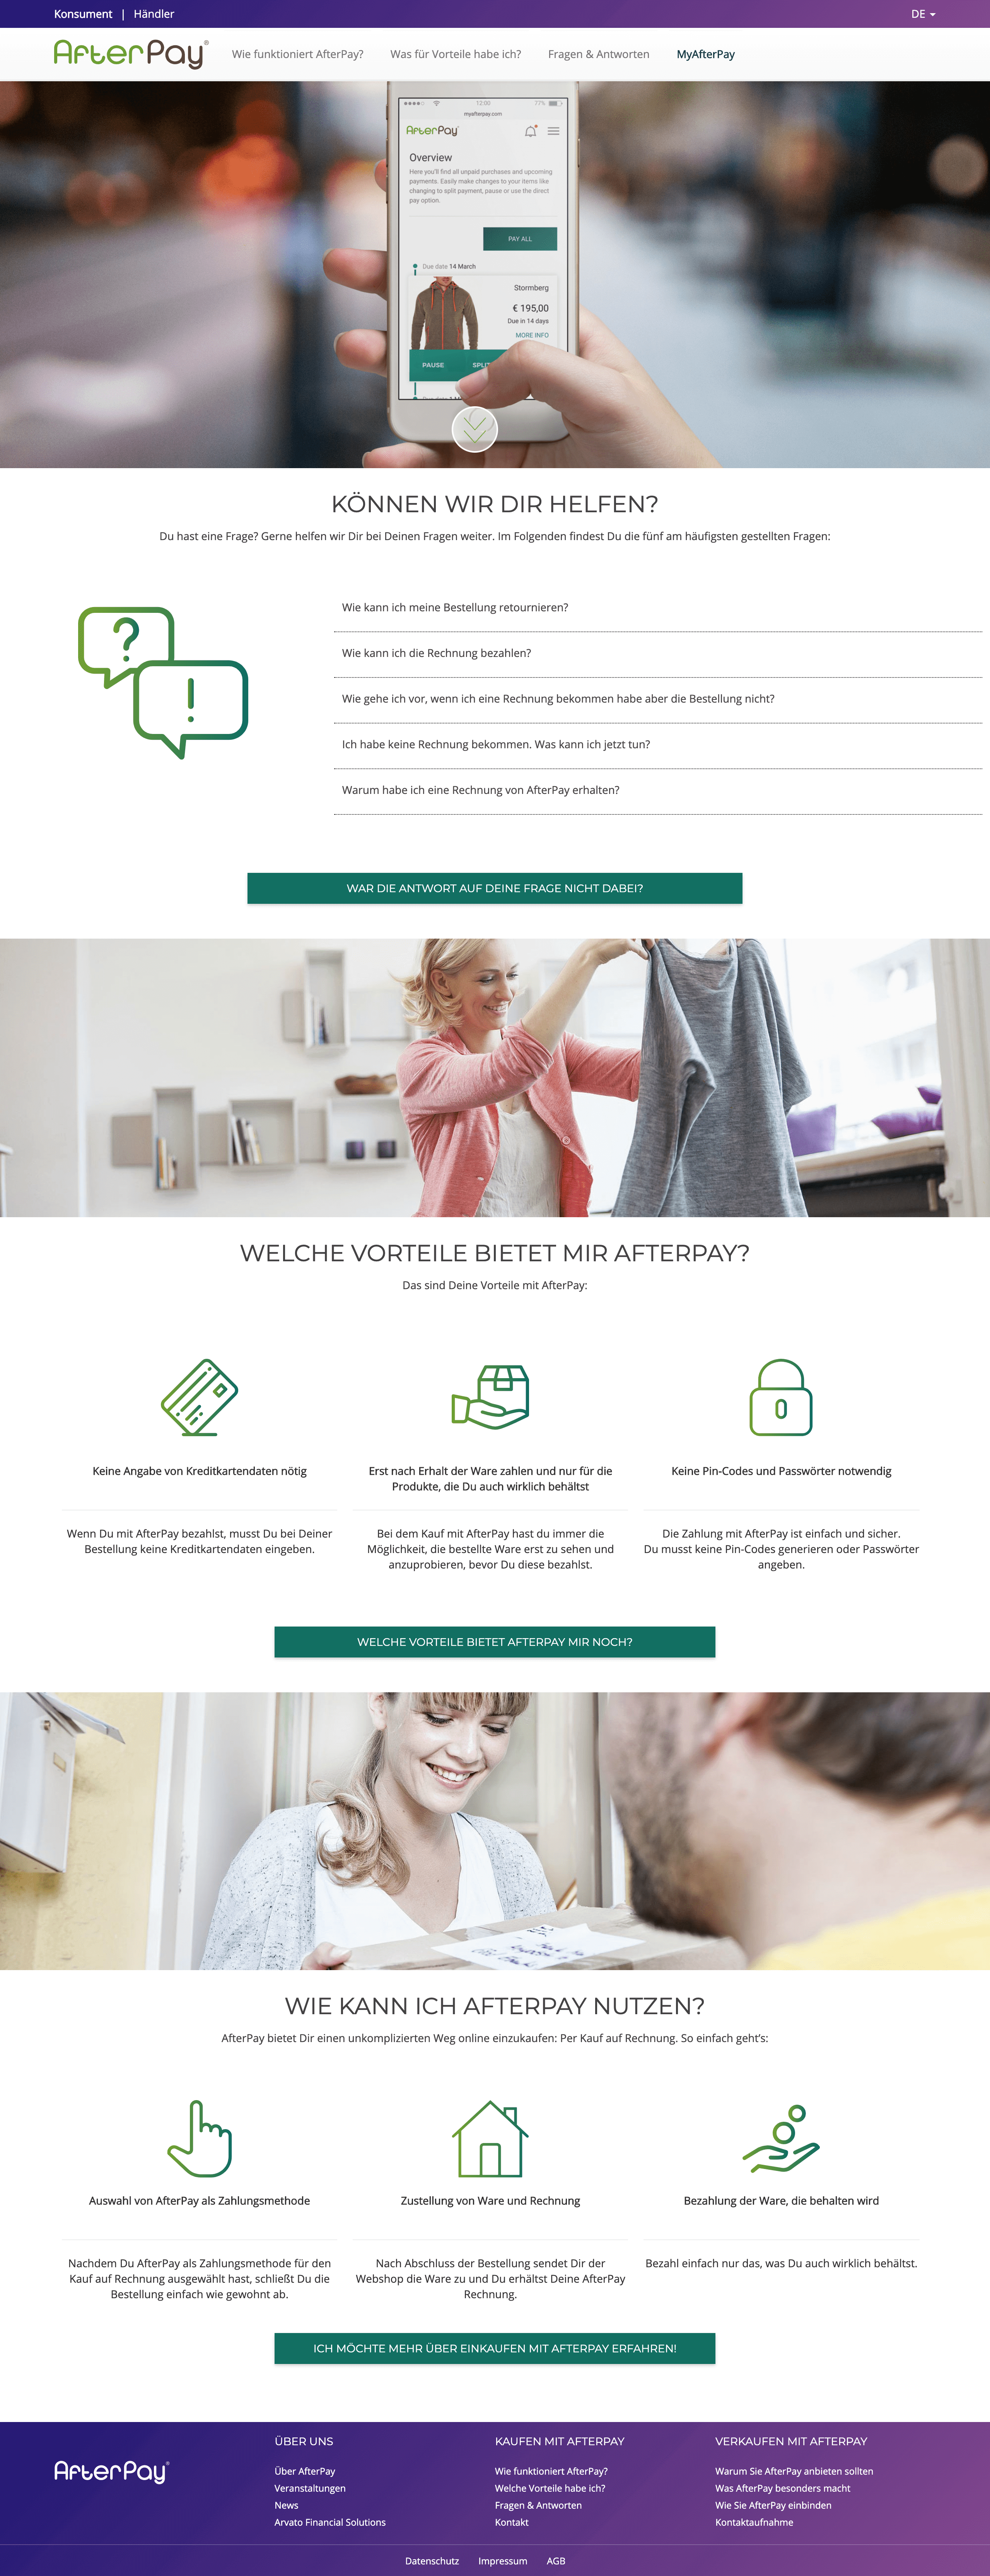 Konsument | Händler
DE
AfterPay®
Wie funktioniert AfterPay?
Was für Vorteile habe ich?
Fragen & Antworten
MyAfterPay
12:00
77%
myafterpay.com
AfterPay
Overview
Here you'll find all unpaid purchases and upcoming
payments. Easily make changes to your items like
changing to split payment, pause or use the direct
pay option.
PAY ALL
Due date 14 March
Stormberg
€ 195,00
Due in 14 days
MORE INFO
PAUSE
KÖNNEN WIR DIR HELFEN?
Du hast eine Frage? Gerne helfen wir Dir bei Deinen Fragen weiter. Im Folgenden findest Du die fünf am häufigsten gestellten Fragen:
?
!
Wie kann ich meine Bestellung retournieren?
Wie kann ich die Rechnung bezahlen?
Wie gehe ich vor, wenn ich eine Rechnung bekommen habe aber die Bestellung nicht?
Ich habe keine Rechnung bekommen. Was kann ich jetzt tun?
Warum habe ich eine Rechnung von AfterPay erhalten?
WAR DIE ANTWORT AUF DEINE FRAGE NICHT DABEI?
WELCHE VORTEILE BIETET MIR AFTERPAY?
Das sind Deine Vorteile mit AfterPay:
Keine Angabe von Kreditkartendaten nötig
Wenn Du mit AfterPay bezahlst, musst Du bei Deiner
Bestellung keine Kreditkartendaten eingeben.
Erst nach Erhalt der Ware zahlen und nur für die
Produkte, die Du auch wirklich behältst
Bei dem Kauf mit AfterPay hast du immer die
Möglichkeit, die bestellte Ware erst zu sehen und
anzuprobieren, bevor Du diese bezahlst.
Keine Pin-Codes und Passwörter notwendig
Die Zahlung mit AfterPay ist einfach und sicher.
Du musst keine Pin-Codes generieren oder Passwörter
angeben.
WELCHE VORTEILE BIETET AFTERPAY MIR NOCH?
WIE KANN ICH AFTERPAY NUTZEN?
AfterPay bietet Dir einen unkomplizierten Weg online einzukaufen: Per Kauf auf Rechnung. So einfach geht's:
Auswahl von AfterPay als Zahlungsmethode
Nachdem Du AfterPay als Zahlungsmethode für den
Kauf auf Rechnung ausgewählt hast, schließt Du die
Bestellung einfach wie gewohnt ab.
Zustellung von Ware und Rechnung
Nach Abschluss der Bestellung sendet Dir der
Webshop die Ware zu und Du erhältst Deine AfterPay
Rechnung.
Bezahlung der Ware, die behalten wird
Bezahl einfach nur das, was Du auch wirklich behältst.
ICH MÖCHTE MEHR ÜBER EINKAUFEN MIT AFTERPAY ERFAHREN!
AfterPay®
ÜBER UNS
Über AfterPay
Veranstaltungen
News
Arvato Financial Solutions
KAUFEN MIT AFTERPAY
Wie funktioniert AfterPay?
Welche Vorteile habe ich?
Fragen & Antworten
Kontakt
VERKAUFEN MIT AFTERPAY
Warum Sie AfterPay anbieten sollten
Was AfterPay besonders macht
Wie Sie AfterPay einbinden
Kontaktaufnahme
Datenschutz
Impressum
AGB